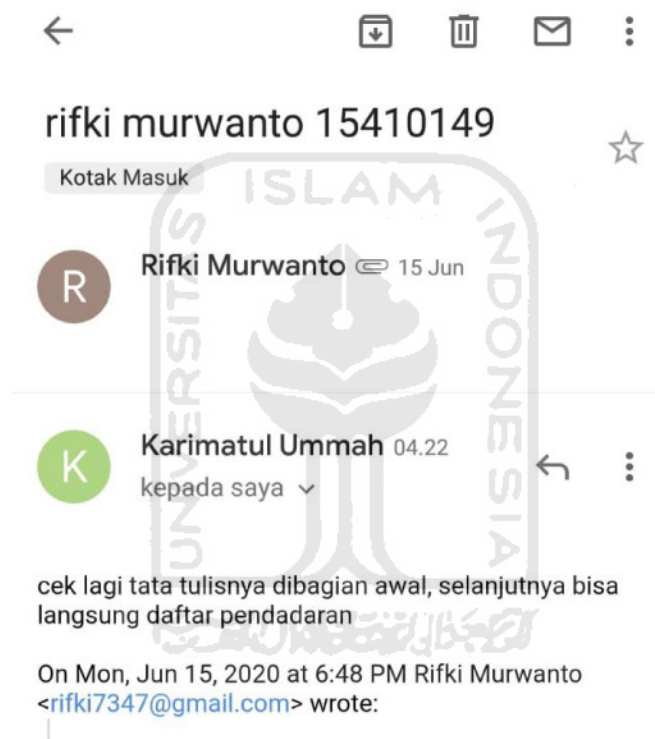 rifki murwanto 15410149
Kotak Masuk
R
Rifki Murwanto 15 Jun
K
Karimatul Ummah 04.22
kepada saya
cek lagi tata tulisnya dibagian awal, selanjutnya bisa
langsung daftar pendadaran
On Mon, Jun 15, 2020 at 6:48 PM Rifki Murwanto
<rifki7347@gmail.com> wrote:
UNIVERSITAS ISLAM INDONESIA